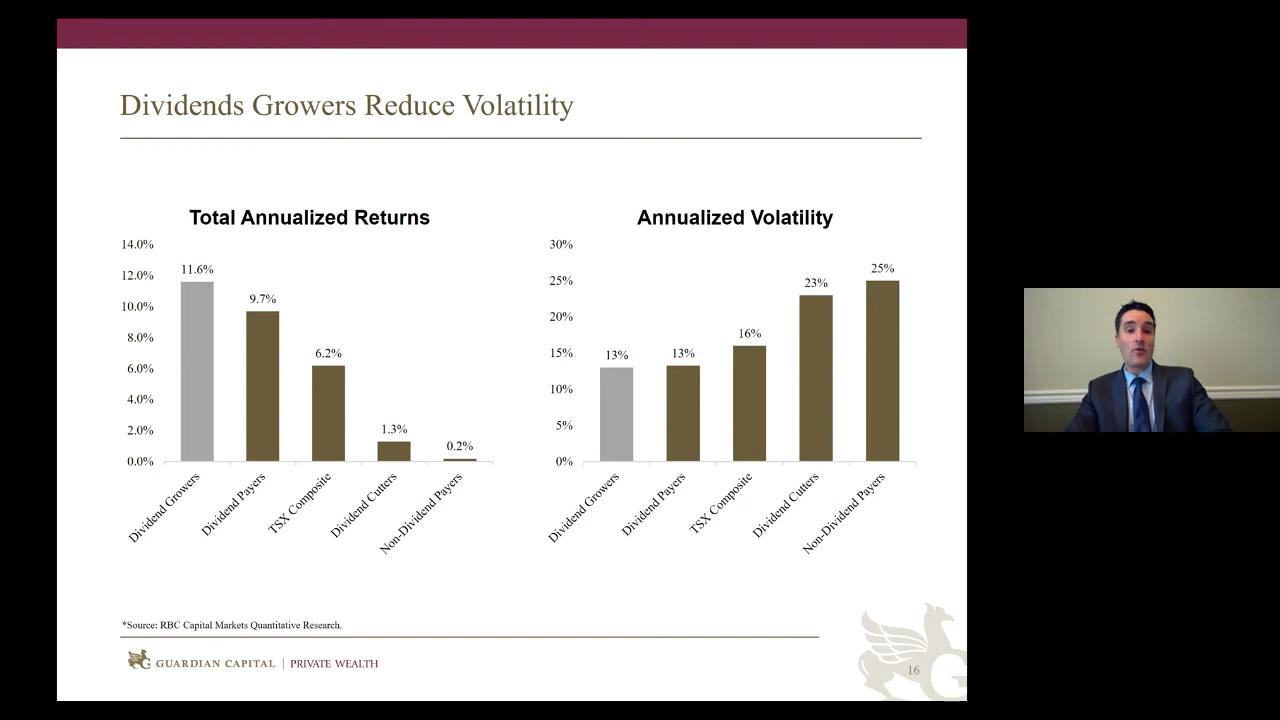 Dividends Growers Reduce Volatility
Total Annualized Returns
14.0%
12.0%
10.0%
8.0%
6.0%
4.0%
2.0%
0.0%
11.6%
9.7%
6.2%
1.3%
0.2%
Dividend Growers
Dividend Payers
TSX Composite
Dividend Cutters
Non-Dividend Payers
Annualized Volatility
30%
25%
20%
15%
10%
5%
0%
13%
13%
16%
23%
25%
Dividend Growers
Dividend Payers
TSX Composite
Dividend Cutters
Non-Dividend Payers
*Source: RBC Capital Markets Quantitative Research.
GUARDIAN CAPITAL | PRIVATE WEALTH
16